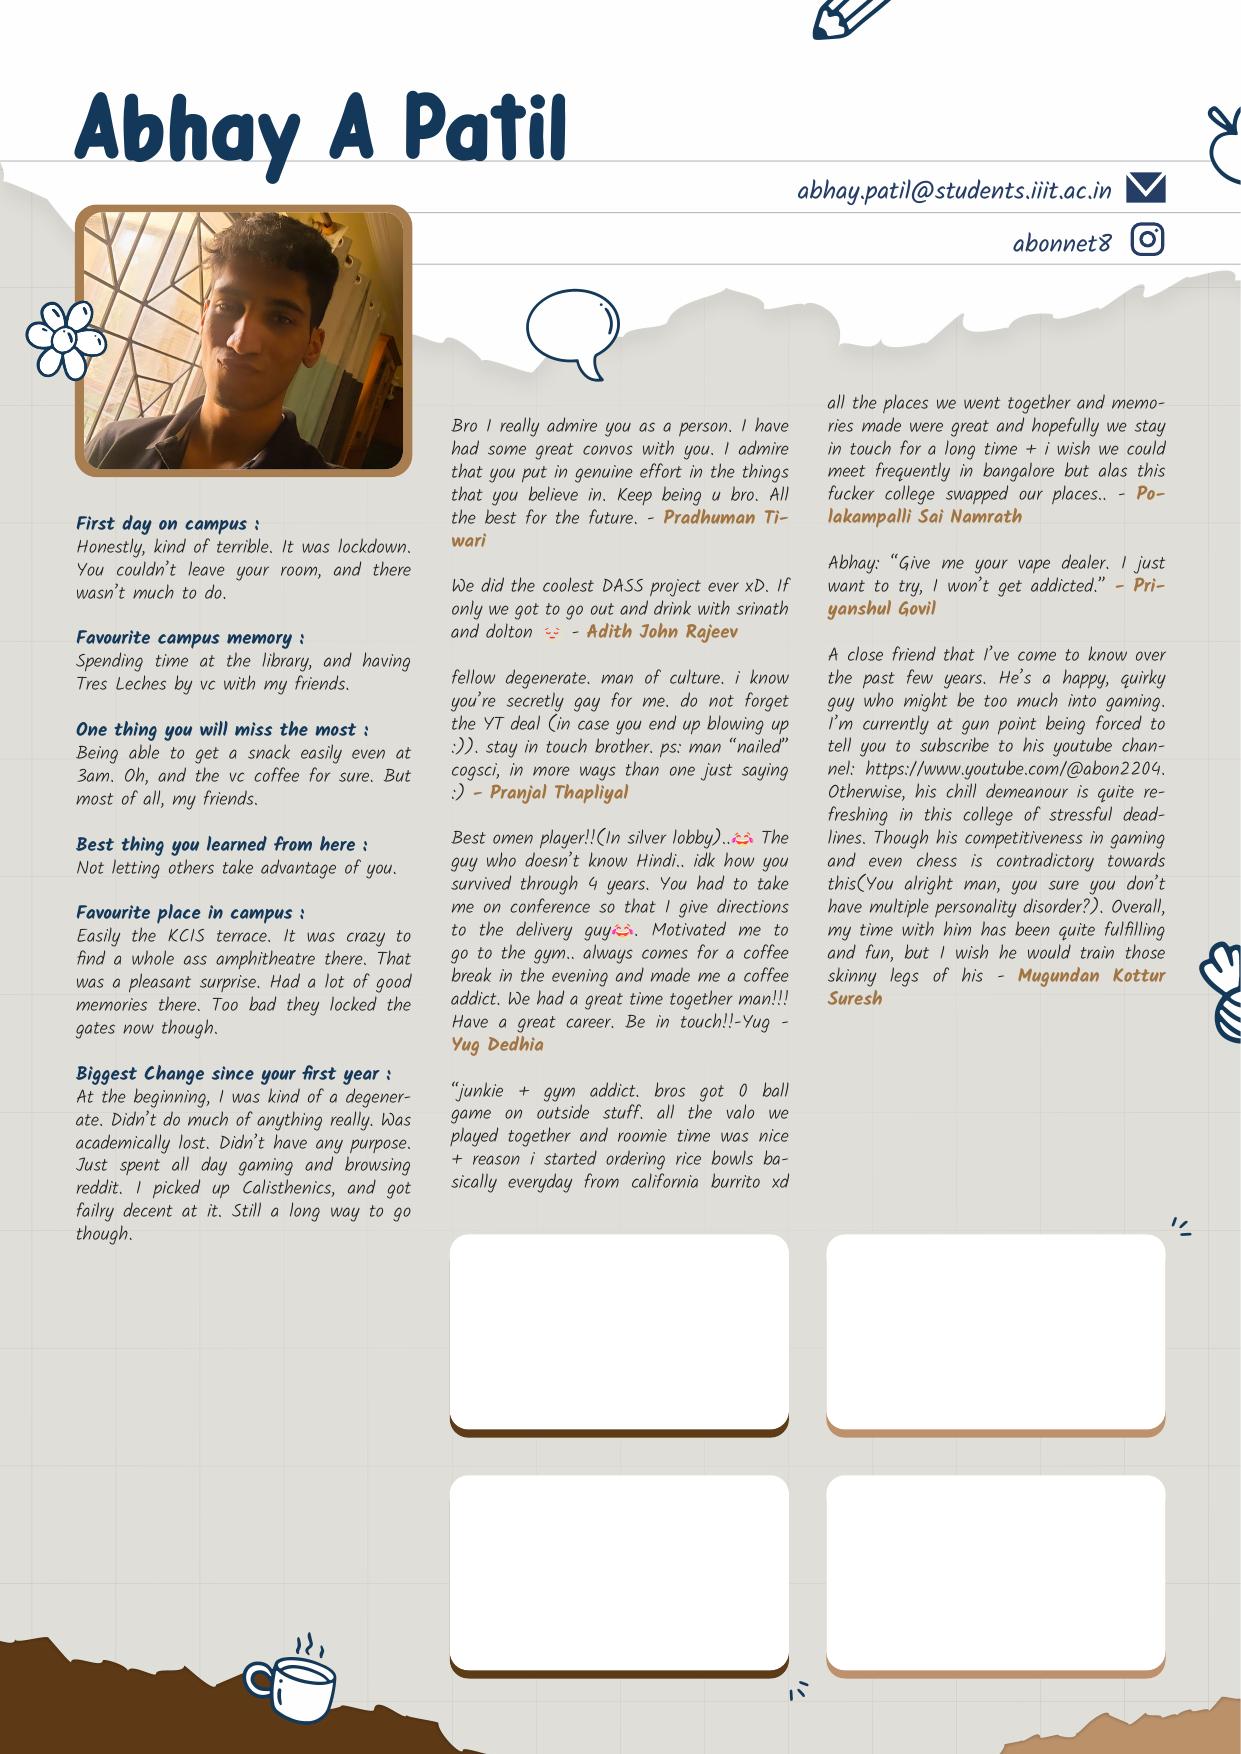 Abhay A Patil
abhay.patil@students.iiit.ac.in
abonnet8
First day on campus :
Honestly, kind of terrible. It was lockdown.
You couldn’t leave your room, and there
wasn’t much to do.
Favourite campus memory :
Spending time at the library, and having
Tres Leches by vc with my friends.
One thing you will miss the most :
Being able to get a snack easily even at
3am. Oh, and the vc coffee for sure. But
most of all, my friends.
Best thing you learned from here :
Not letting others take advantage of you.
Favourite place in campus :
Easily the KCIS terrace. It was crazy to
find a whole ass amphitheatre there. That
was a pleasant surprise. Had a lot of good
memories there. Too bad they locked the
gates now though.
Biggest Change since your first year :
At the beginning, I was kind of a degener-
ate. Didn’t do much of anything really. Was
academically lost. Didn’t have any purpose.
Just spent all day gaming and browsing
reddit. I picked up Calisthenics, and got
failry decent at it. Still a long way to go
though.
Bro I really admire you as a person. I have
had some great convos with you. I admire
that you put in genuine effort in the things
that you believe in. Keep being u bro. All
the best for the future. - Pradhuman Ti-
wari
We did the coolest DASS project ever xD. If
only we got to go out and drink with srinath
and dolton 😌 - Adith John Rajeev
fellow degenerate. man of culture. i know
you’re secretly gay for me. do not forget
the YT deal (in case you end up blowing up
:)). stay in touch brother. ps: man “nailed”
cogsci, in more ways than one just saying
:) - Pranjal Thapliyal
Best omen player!!(In silver lobby)..😂 The
guy who doesn’t know Hindi.. idk how you
survived through 4 years. You had to take
me on conference so that I give directions
to the delivery guy😂. Motivated me to
go to the gym.. always comes for a coffee
break in the evening and made me a coffee
addict. We had a great time together man!!!
Have a great career. Be in touch!!-Yug -
Yug Dedhia
“junkie + gym addict. bros got 0 ball
game on outside stuff. all the valo we
played together and roomie time was nice
+ reason i started ordering rice bowls ba-
sically everyday from california burrito xd
all the places we went together and memo-
ries made were great and hopefully we stay
in touch for a long time + i wish we could
meet frequently in bangalore but alas this
fucker college swapped our places.. - Po-
lakampalli Sai Namrath
Abhay: “Give me your vape dealer. I just
want to try, I won’t get addicted.” - Pri-
yanshul Govil
A close friend that I’ve come to know over
the past few years. He’s a happy, quirky
guy who might be too much into gaming.
I’m currently at gun point being forced to
tell you to subscribe to his youtube chan-
nel: https://www.youtube.com/@abon2204.
Otherwise, his chill demeanour is quite re-
freshing in this college of stressful dead-
lines. Though his competitiveness in gaming
and even chess is contradictory towards
this(You alright man, you sure you don’t
have multiple personality disorder?). Overall,
my time with him has been quite fulfilling
and fun, but I wish he would train those
skinny legs of his - Mugundan Kottur
Suresh